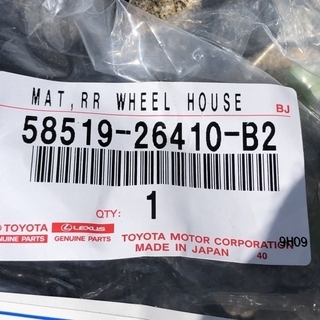 MAT, RR WHEEL HOUSE
BJ
58519-26410-B2
QTY: 1
TOYOTA
GENUINE PARTS
LEXUS
GENUINE PARTS
TOYOTA MOTOR CORPORATION
MADE IN JAPAN 40
9H09